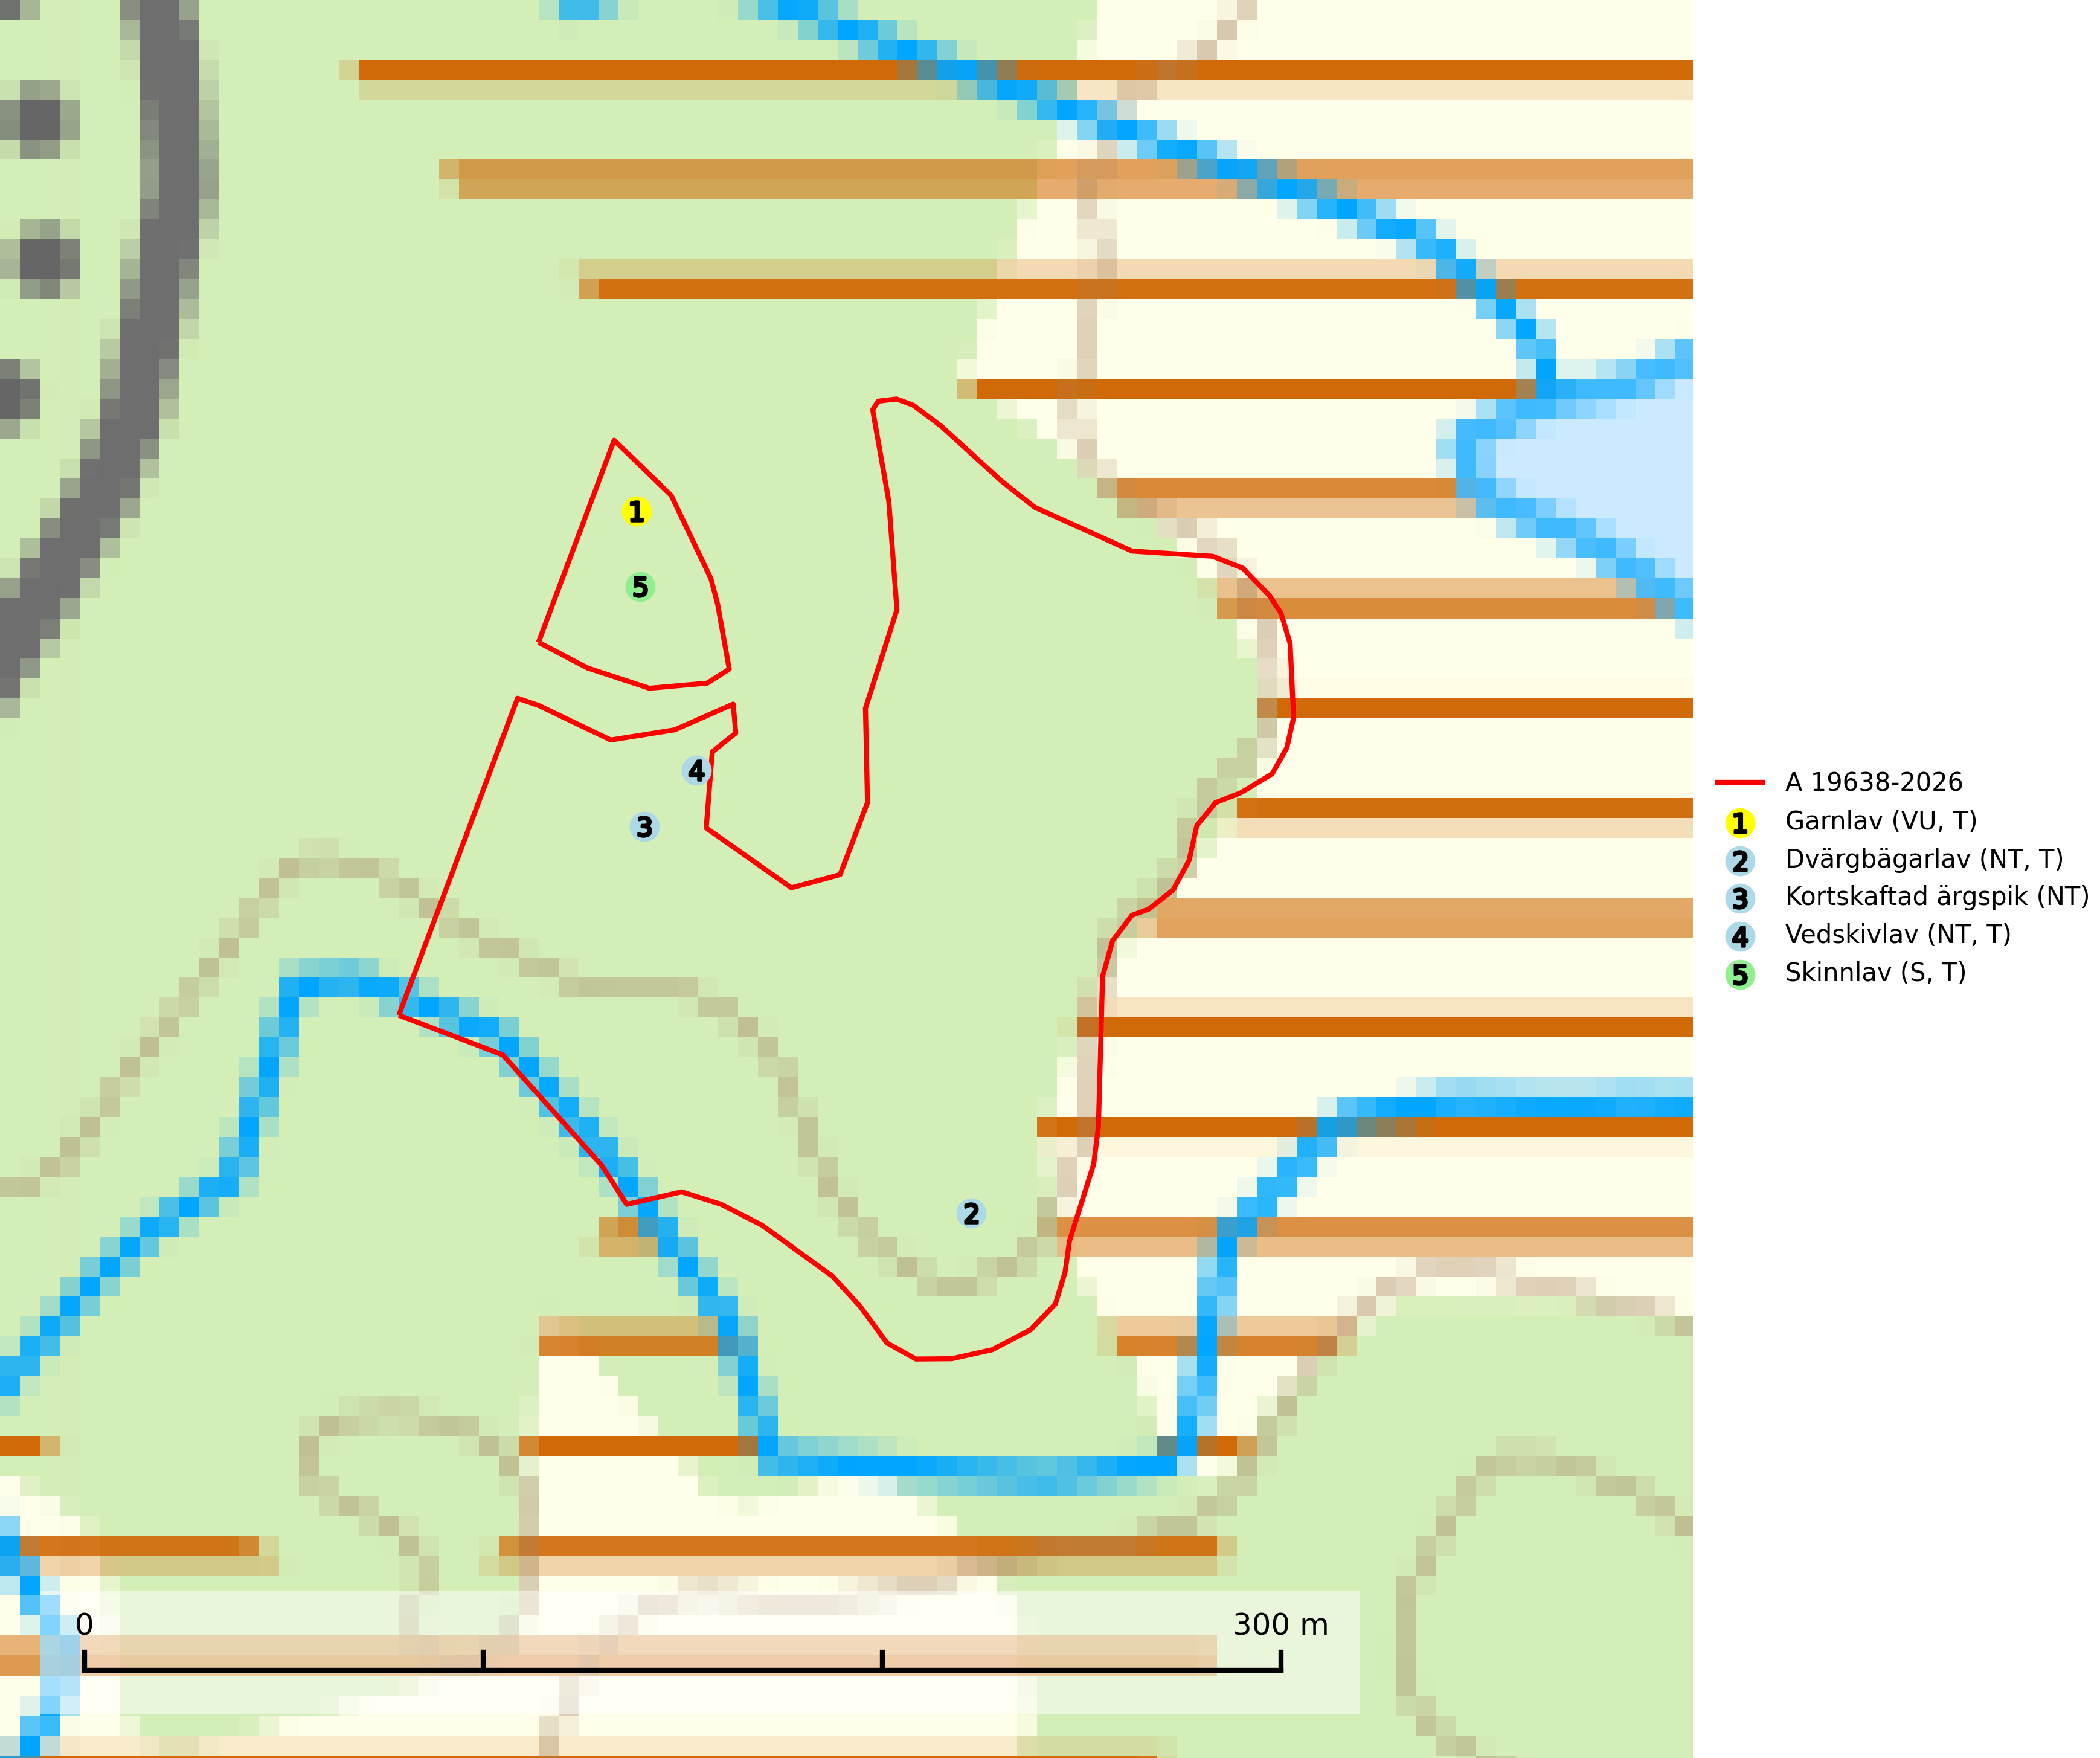 1
5
4
3
2
0
300 m
A 19638-2026
1 Garnlav (VU, T)
2 Dvärgbägarlav (NT, T)
3 Kortskaftad ärgspik (NT)
4 Vedskivlav (NT, T)
5 Skinnlav (S, T)